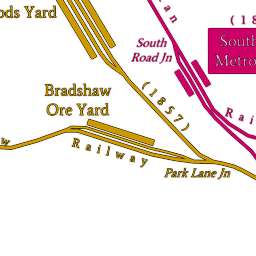 ods Yard
(18
South
Road Jn
South
Metro
Bradshaw
Ore Yard
(1857)
Rai
Railway
Park Lane Jn